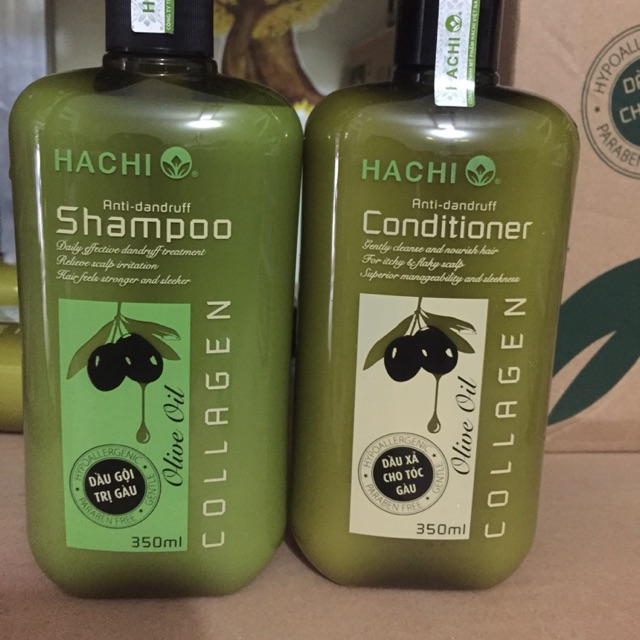 HACHI
Anti-dandruff
Shampoo
Daily effective dandruff treatment
Relieve scalp irritation
Hair feels stronger and sleeker
COLLAGEN
Olive Oil
HYPOALLERGENIC
DẦU GỘI
TRỊ GÀU
GENTLE
PARABEN FREE
350ml
HACHI
HACHI
Anti-dandruff
Conditioner
Gently cleanse and nourish hair
For itchy & flaky scalp
Superior manageability and sleekness
COLLAGEN
Olive Oil
HYPOALLERGENIC
DẦU XẢ
CHO TÓC
GÀU
GENTLE
PARABEN FREE
350ml